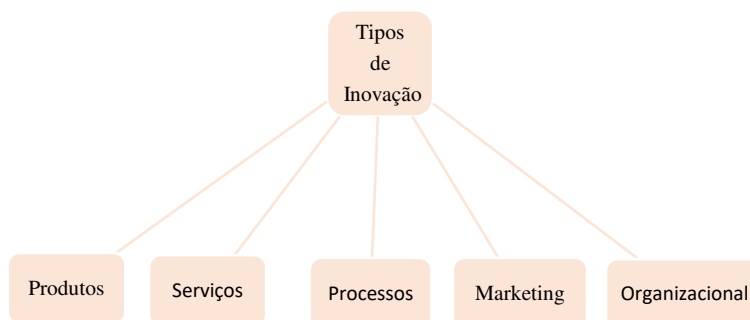 Tipos
de
Inovação
Produtos
Serviços
Processos
Marketing
Organizacional